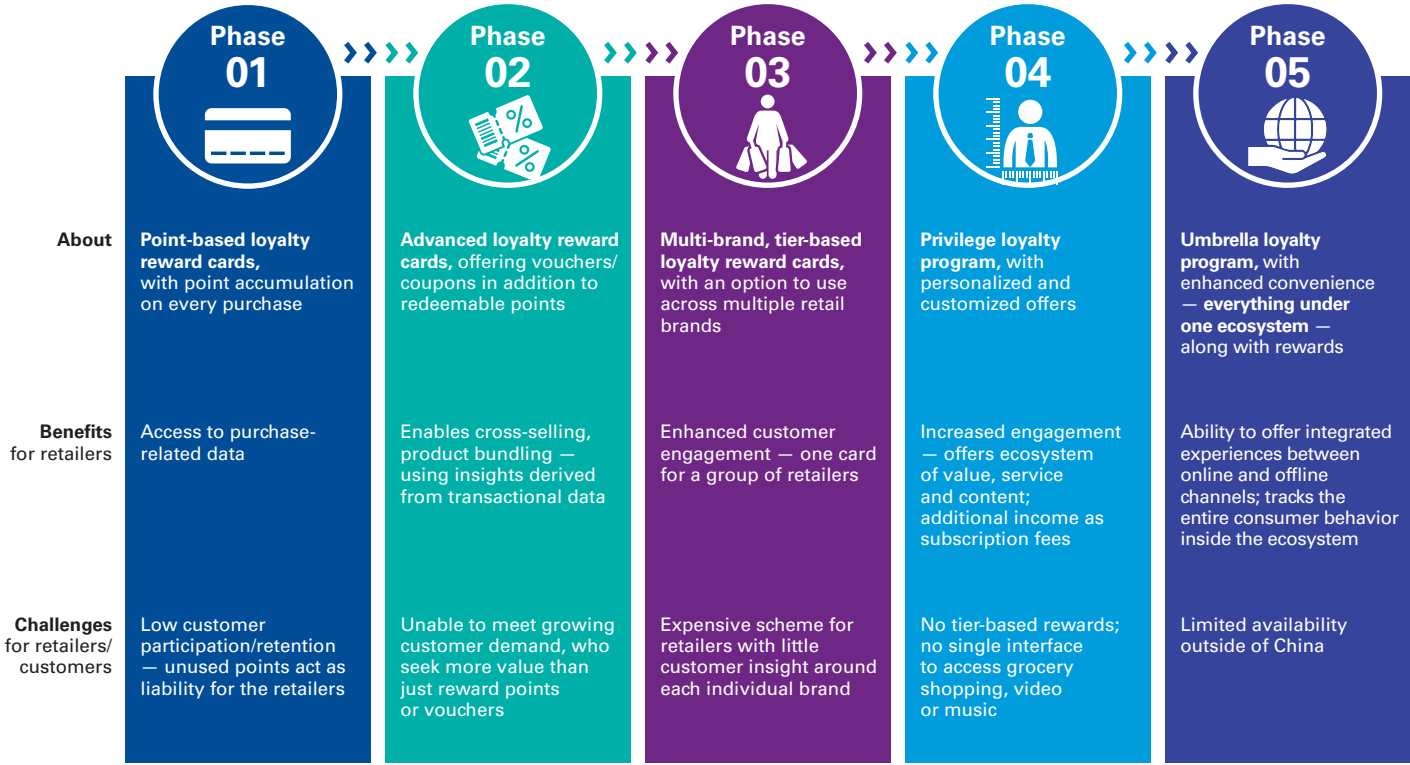 Phase
01
Phase
02
Phase
03
Phase
04
Phase
05
About
Point-based loyalty
reward cards,
with point accumulation
on every purchase
Advanced loyalty reward
cards, offering vouchers/
coupons in addition to
redeemable points
Multi-brand, tier-based
loyalty reward cards,
with an option to use
across multiple retail
brands
Privilege loyalty
program, with
personalized and
customized offers
Umbrella loyalty
program, with
enhanced convenience
— everything under
one ecosystem —
along with rewards
Benefits
for retailers
Access to purchase-
related data
Enables cross-selling,
product bundling —
using insights derived
from transactional data
Enhanced customer
engagement — one card
for a group of retailers
Increased engagement
— offers ecosystem
of value, service
and content;
additional income as
subscription fees
Ability to offer integrated
experiences between
online and offline
channels; tracks the
entire consumer behavior
inside the ecosystem
Challenges
for retailers/
customers
Low customer
participation/retention
— unused points act as
liability for the retailers
Unable to meet growing
customer demand, who
seek more value than
just reward points
or vouchers
Expensive scheme for
retailers with little
customer insight around
each individual brand
No tier-based rewards;
no single interface
to access grocery
shopping, video
or music
Limited availability
outside of China